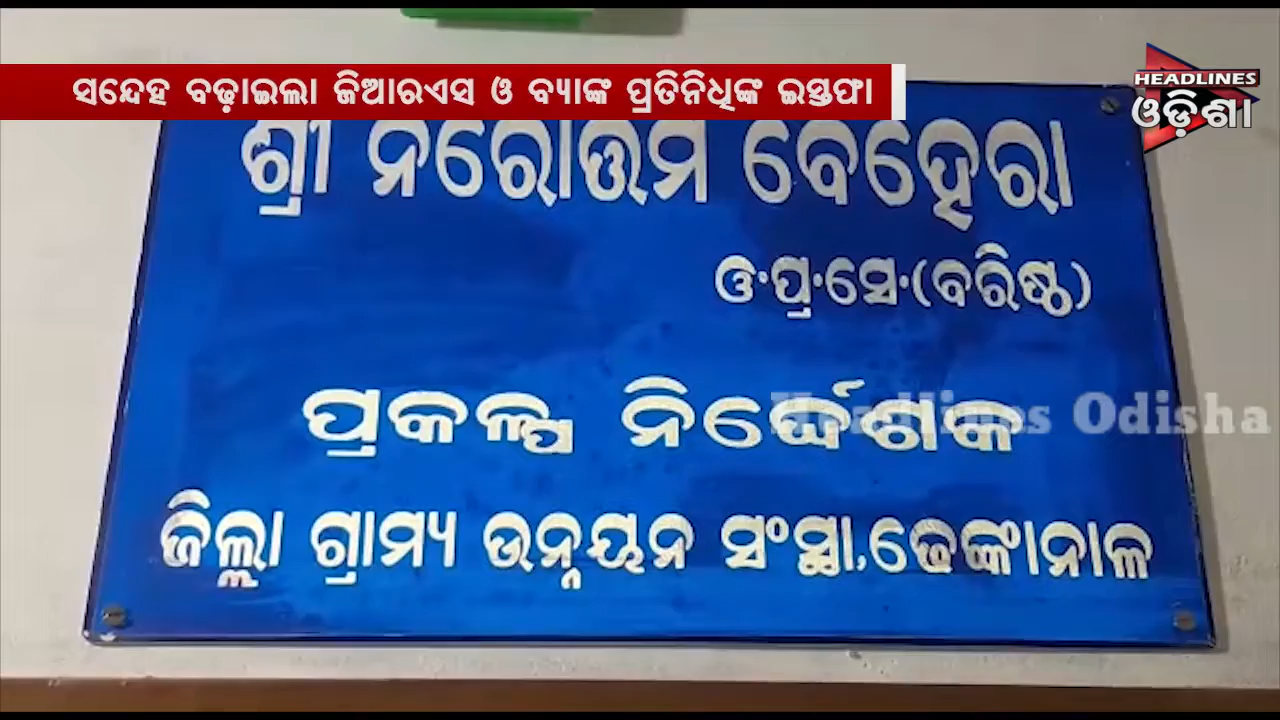 ସନ୍ଦେହ ବଢ଼ାଇଲା ଜିଆରଏସ ଓ ବ୍ୟାଙ୍କ ପ୍ରତିନିଧିଙ୍କ ଇସ୍ତଫା
HEADLINES
ଓଡ଼ିଶା
ଶ୍ରୀ ନରୋତ୍ତମ ବେହେରା
ଓ.ପ୍ର.ସେ.(ବରିଷ୍ଠ)
ପ୍ରକଳ୍ପ ନିର୍ଦ୍ଦେଶକ
Headlines Odisha
ଜିଲ୍ଲା ଗ୍ରାମ୍ୟ ଉନ୍ନୟନ ସଂସ୍ଥା,ଢେଙ୍କାନାଳ